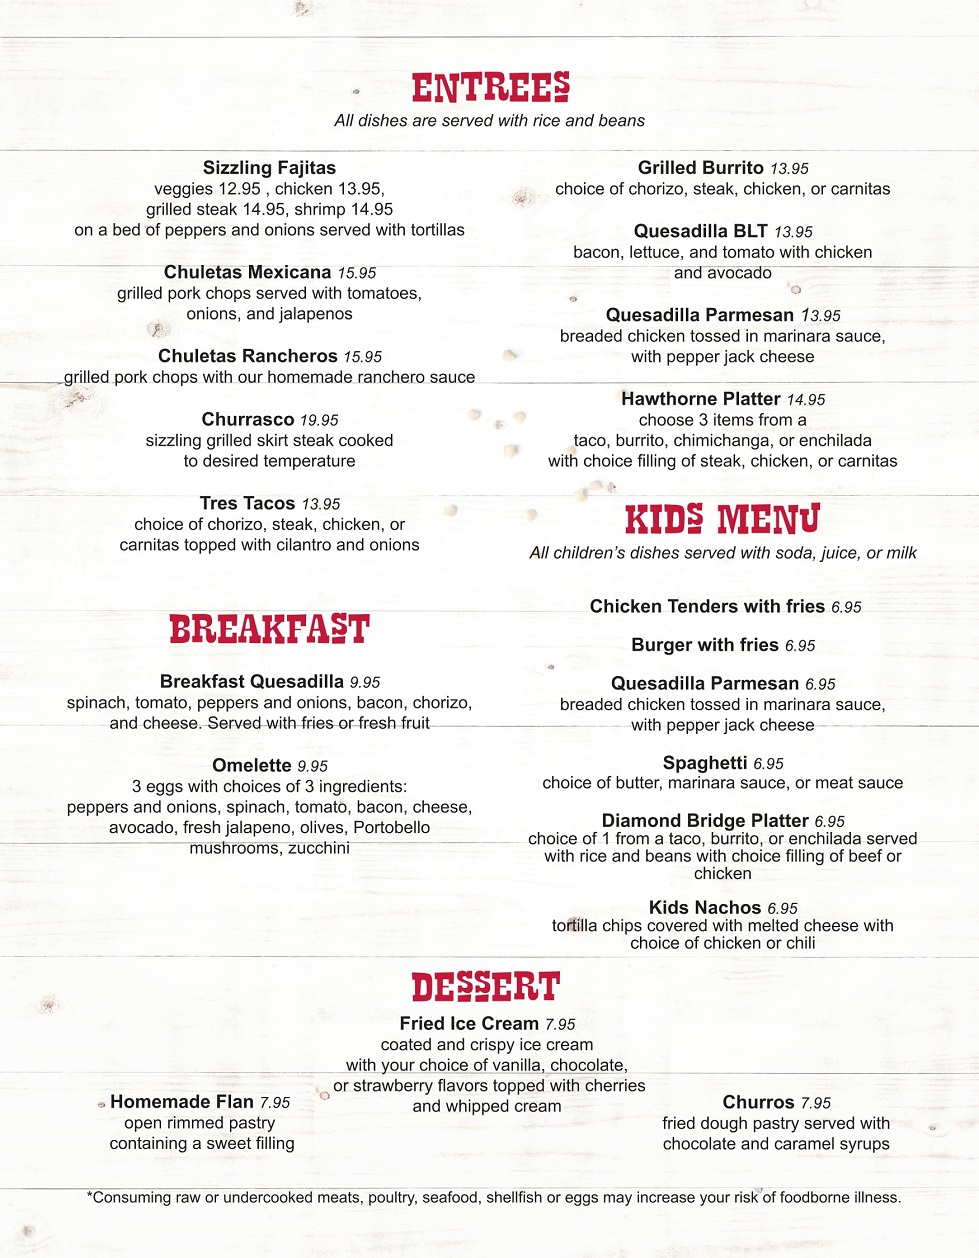 ENTREES
All dishes are served with rice and beans
Sizzling Fajitas
veggies 12.95 , chicken 13.95,
grilled steak 14.95, shrimp 14.95
on a bed of peppers and onions served with tortillas
Chuletas Mexicana 15.95
grilled pork chops served with tomatoes,
onions, and jalapenos
Chuletas Rancheros 15.95
grilled pork chops with our homemade ranchero sauce
Churrasco 19.95
sizzling grilled skirt steak cooked
to desired temperature
Tres Tacos 13.95
choice of chorizo, steak, chicken, or
carnitas topped with cilantro and onions
Grilled Burrito 13.95
choice of chorizo, steak, chicken, or carnitas
Quesadilla BLT 13.95
bacon, lettuce, and tomato with chicken
and avocado
Quesadilla Parmesan 13.95
breaded chicken tossed in marinara sauce,
with pepper jack cheese
Hawthorne Platter 14.95
choose 3 items from a
taco, burrito, chimichanga, or enchilada
with choice filling of steak, chicken, or carnitas
BREAKFAST
Breakfast Quesadilla 9.95
spinach, tomato, peppers and onions, bacon, chorizo,
and cheese. Served with fries or fresh fruit
Omelette 9.95
3 eggs with choices of 3 ingredients:
peppers and onions, spinach, tomato, bacon, cheese,
avocado, fresh jalapeno, olives, Portobello
mushrooms, zucchini
KIDS MENU
All children's dishes served with soda, juice, or milk
Chicken Tenders with fries 6.95
Burger with fries 6.95
Quesadilla Parmesan 6.95
breaded chicken tossed in marinara sauce,
with pepper jack cheese
Spaghetti 6.95
choice of butter, marinara sauce, or meat sauce
Diamond Bridge Platter 6.95
choice of 1 from a taco, burrito, or enchilada served
with rice and beans with choice filling of beef or
chicken
Kids Nachos 6.95
tortilla chips covered with melted cheese with
choice of chicken or chili
DESSERT
Fried Ice Cream 7.95
coated and crispy ice cream
with your choice of vanilla, chocolate,
or strawberry flavors topped with cherries
and whipped cream
Homemade Flan 7.95
open rimmed pastry
containing a sweet filling
Churros 7.95
fried dough pastry served with
chocolate and caramel syrups
*Consuming raw or undercooked meats, poultry, seafood, shellfish or eggs may increase your risk of foodborne illness.